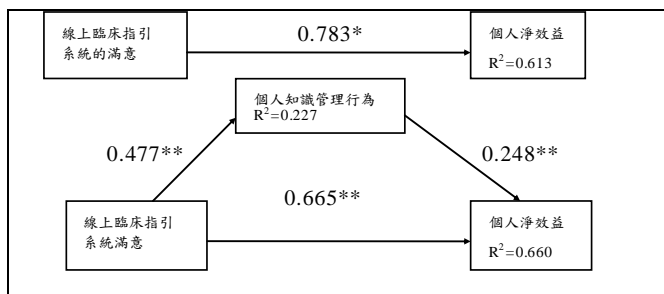 線上臨床指引
系統的滿意
0.783*
個人淨效益
R²=0.613
個人知識管理行為
R²=0.227
0.477**
0.248**
0.665**
線上臨床指引
系統滿意
個人淨效益
R²=0.660